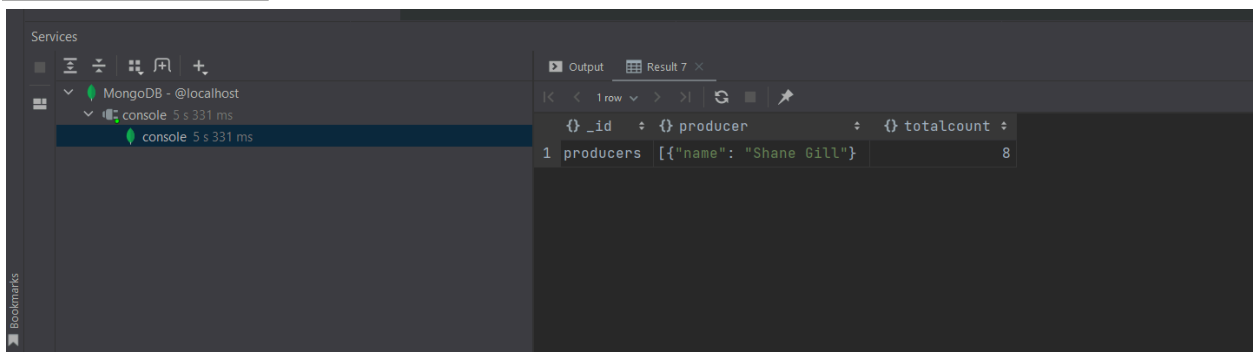 Services
Output
Result 7
MongoDB - @localhost
1 row
console 5 s 331 ms
{} _id {} producer {} totalcount
console 5 s 331 ms
1 producers [{"name": "Shane Gill"} 8
Bookmarks